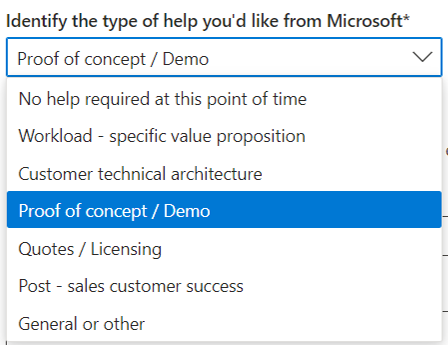 Identify the type of help you'd like from Microsoft*
Proof of concept / Demo
No help required at this point of time
Workload - specific value proposition
Customer technical architecture
Proof of concept / Demo
Quotes / Licensing
Post - sales customer success
General or other